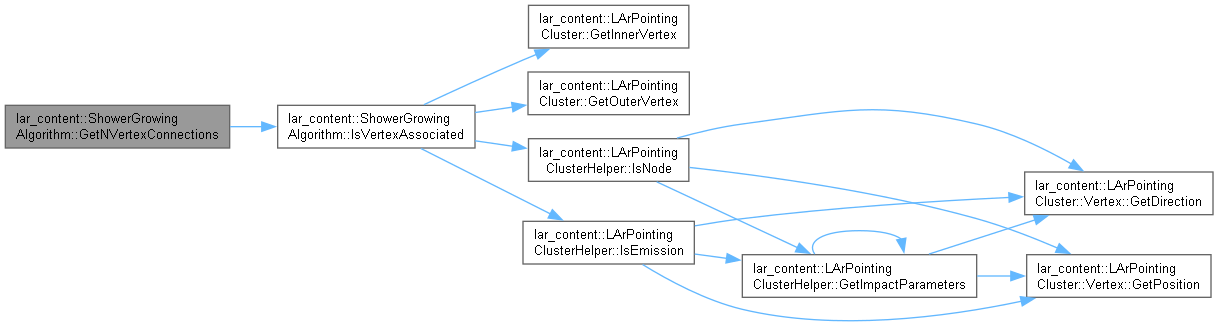 lar_content::ShowerGrowing
Algorithm::GetNVertexConnections
lar_content::ShowerGrowing
Algorithm::IsVertexAssociated
lar_content::LArPointing
Cluster::GetInnerVertex
lar_content::LArPointing
Cluster::GetOuterVertex
lar_content::LArPointing
ClusterHelper::IsNode
lar_content::LArPointing
ClusterHelper::IsEmission
lar_content::LArPointing
ClusterHelper::GetImpactParameters
lar_content::LArPointing
Cluster::Vertex::GetDirection
lar_content::LArPointing
Cluster::Vertex::GetPosition